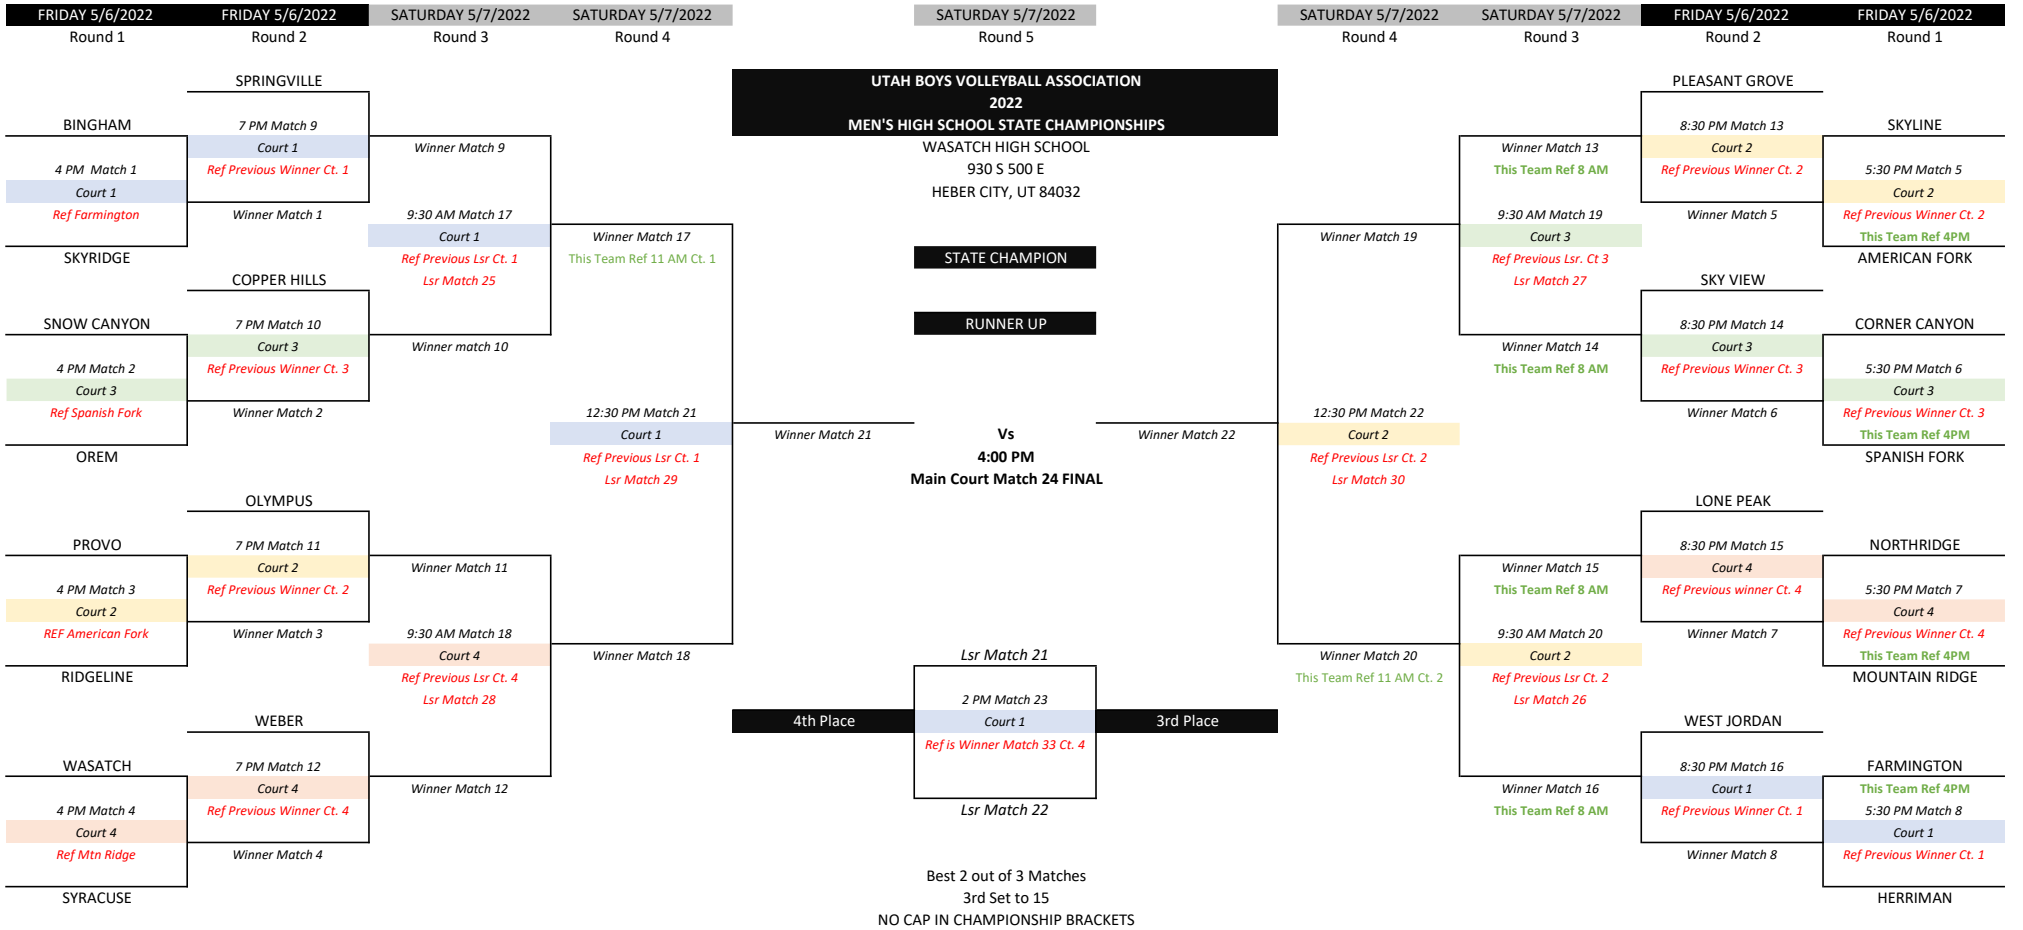 FRIDAY 5/6/2022 FRIDAY 5/6/2022 SATURDAY 5/7/2022 SATURDAY 5/7/2022 SATURDAY 5/7/2022 SATURDAY 5/7/2022 SATURDAY 5/7/2022 FRIDAY 5/6/2022 FRIDAY 5/6/2022
Round 1 Round 2 Round 3 Round 4 Round 5 Round 4 Round 3 Round 2 Round 1
SPRINGVILLE UTAH BOYS VOLLEYBALL ASSOCIATION PLEASANT GROVE
2022
BINGHAM 7 PM Match 9 MEN'S HIGH SCHOOL STATE CHAMPIONSHIPS 8:30 PM Match 13 SKYLINE
Court 1 Winner Match 9 WASATCH HIGH SCHOOL Winner Match 13 Court 2
4 PM  Match 1 Ref Previous Winner Ct. 1 930 S 500 E This Team Ref 8 AM Ref Previous Winner Ct. 2 5:30 PM Match 5
Court 1 HEBER CITY, UT 84032 Court 2
Ref Farmington Winner Match 1 9:30 AM Match 17 9:30 AM Match 19 Winner Match 5 Ref Previous Winner Ct. 2
Court 1 Winner Match 17 Winner Match 19 Court 3 This Team Ref 4PM
SKYRIDGE Ref Previous Lsr Ct. 1 This Team Ref 11 AM Ct. 1 STATE CHAMPION Ref Previous Lsr. Ct 3 AMERICAN FORK
COPPER HILLS Lsr Match 25 Lsr Match 27 SKY VIEW
SNOW CANYON 7 PM Match 10 RUNNER UP 8:30 PM Match 14 CORNER CANYON
Court 3 Winner match 10 Winner Match 14 Court 3
4 PM Match 2 Ref Previous Winner Ct. 3 This Team Ref 8 AM Ref Previous Winner Ct. 3 5:30 PM Match 6
Court 3 Court 3
Ref Spanish Fork Winner Match 2 12:30 PM Match 21 12:30 PM Match 22 Winner Match 6 Ref Previous Winner Ct. 3
Court 1 Winner Match 21 Vs Winner Match 22 Court 2 This Team Ref 4PM
OREM Ref Previous Lsr Ct. 1 4:00 PM Ref Previous Lsr Ct. 2 SPANISH FORK
Lsr Match 29 Main Court Match 24 FINAL Lsr Match 30
OLYMPUS LONE PEAK
PROVO 7 PM Match 11 8:30 PM Match 15 NORTHRIDGE
Court 2 Winner Match 11 Winner Match 15 Court 4
4 PM Match 3 Ref Previous Winner Ct. 2 This Team Ref 8 AM Ref Previous winner Ct. 4 5:30 PM Match 7
Court 2 Court 4
REF American Fork Winner Match 3 9:30 AM Match 18 9:30 AM Match 20 Winner Match 7 Ref Previous Winner Ct. 4
Court 4 Winner Match 18 Lsr Match 21 Winner Match 20 Court 2 This Team Ref 4PM
RIDGELINE Ref Previous Lsr Ct. 4 This Team Ref 11 AM Ct. 2 Ref Previous Lsr Ct. 2 MOUNTAIN RIDGE
Lsr Match 28 2 PM Match 23 Lsr Match 26
WEBER 4th Place Court 1 3rd Place WEST JORDAN
Ref is Winner Match 33 Ct. 4
WASATCH 7 PM Match 12 8:30 PM Match 16 FARMINGTON
Court 4 Winner Match 12 Winner Match 16 Court 1 This Team Ref 4PM
4 PM Match 4 Ref Previous Winner Ct. 4 Lsr Match 22 This Team Ref 8 AM Ref Previous Winner Ct. 1 5:30 PM Match 8
Court 4 Court 1
Ref Mtn Ridge Winner Match 4 Winner Match 8 Ref Previous Winner Ct. 1
Best 2 out of 3 Matches
SYRACUSE 3rd Set to 15 HERRIMAN
NO CAP IN CHAMPIONSHIP BRACKETS